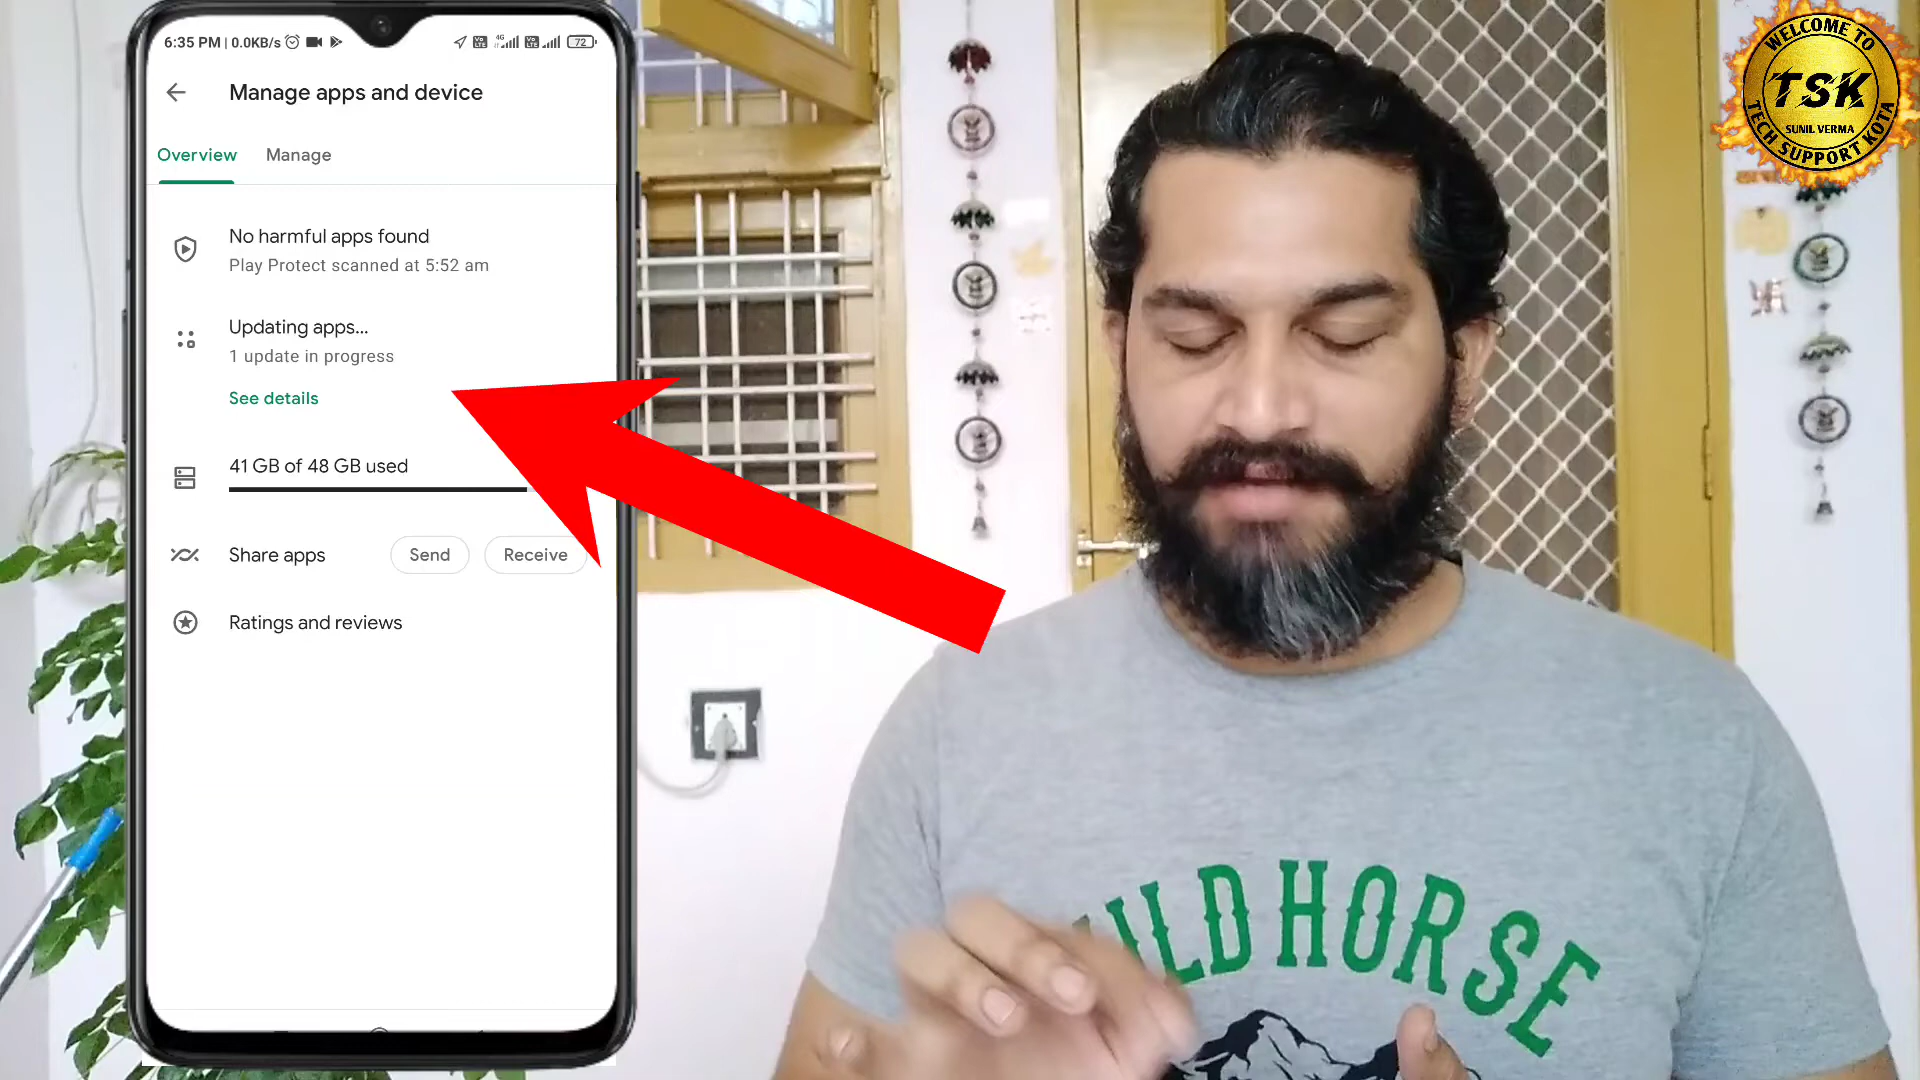 6:35 PM | 0.0KB/s
4G
72
Manage apps and device
Overview
Manage
No harmful apps found
Play Protect scanned at 5:52 am
Updating apps...
1 update in progress
See details
41 GB of 48 GB used
Share apps
Send
Receive
Ratings and reviews
WELCOME TO
TSK
SUNIL VERMA
TECH SUPPORT KOTA
HORSE